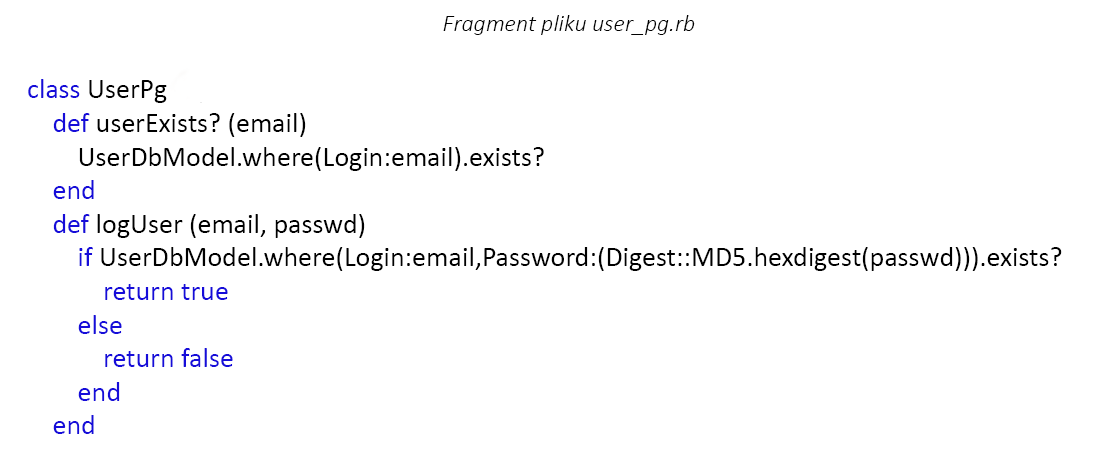 Fragment pliku user_pg.rb
class UserPg
def userExists? (email)
UserDbModel.where(Login:email).exists?
end
def logUser (email, passwd)
if UserDbModel.where(Login:email,Password:(Digest::MD5.hexdigest(passwd))).exists?
return true
else
return false
end
end